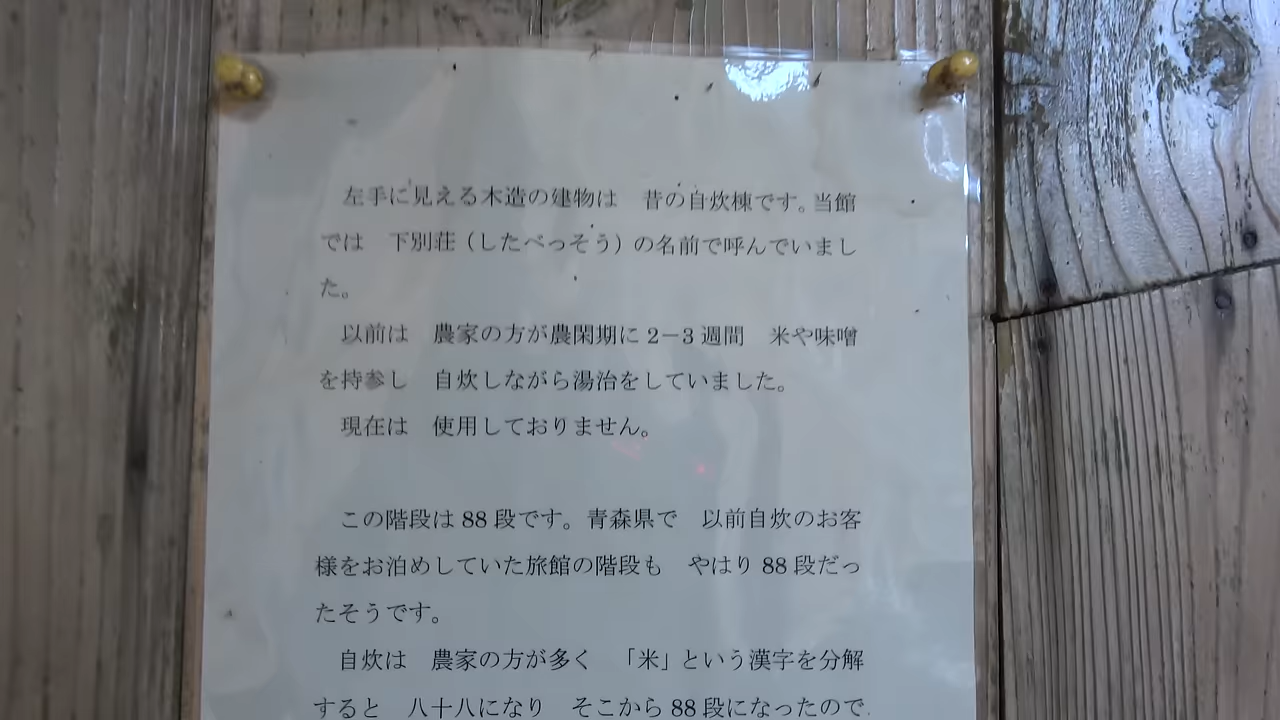 左手に見える木造の建物は　昔の自炊棟です。当館
では　下別荘（したべっそう）の名前で呼んでいまし
た。
以前は　農家の方が農閑期に２－３週間　米や味噌
を持参し　自炊しながら湯治をしていました。
現在は　使用しておりません。
この階段は 88 段です。青森県で　以前自炊のお客
様をお泊めしていた旅館の階段も　やはり 88 段だっ
たそうです。
自炊は　農家の方が多く　「米」という漢字を分解
すると　八十八になり　そこから 88 段になったので